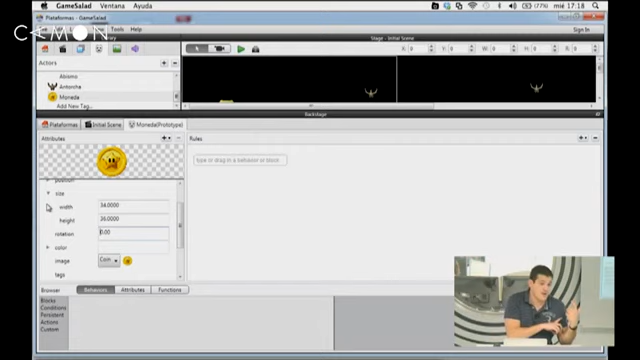 GameSalad Ventana Ayuda
(77%) mié 17:18
Plataformas - GameSalad
Tools Help
Sign In
CAMON
Stage - Initial Scene
Actors
Abismo
Antorcha
Moneda
Add New Tag...
Backstage
Plataformas Initial Scene Moneda(Prototype)
Attributes
Rules
type or drag in a behavior or block
position
size
width 34.0000
height 36.0000
rotation 0.00
color
image Coin
tags
Browser Behaviors Attributes Functions
Blocks
Conditions
Persistent
Actions
Custom